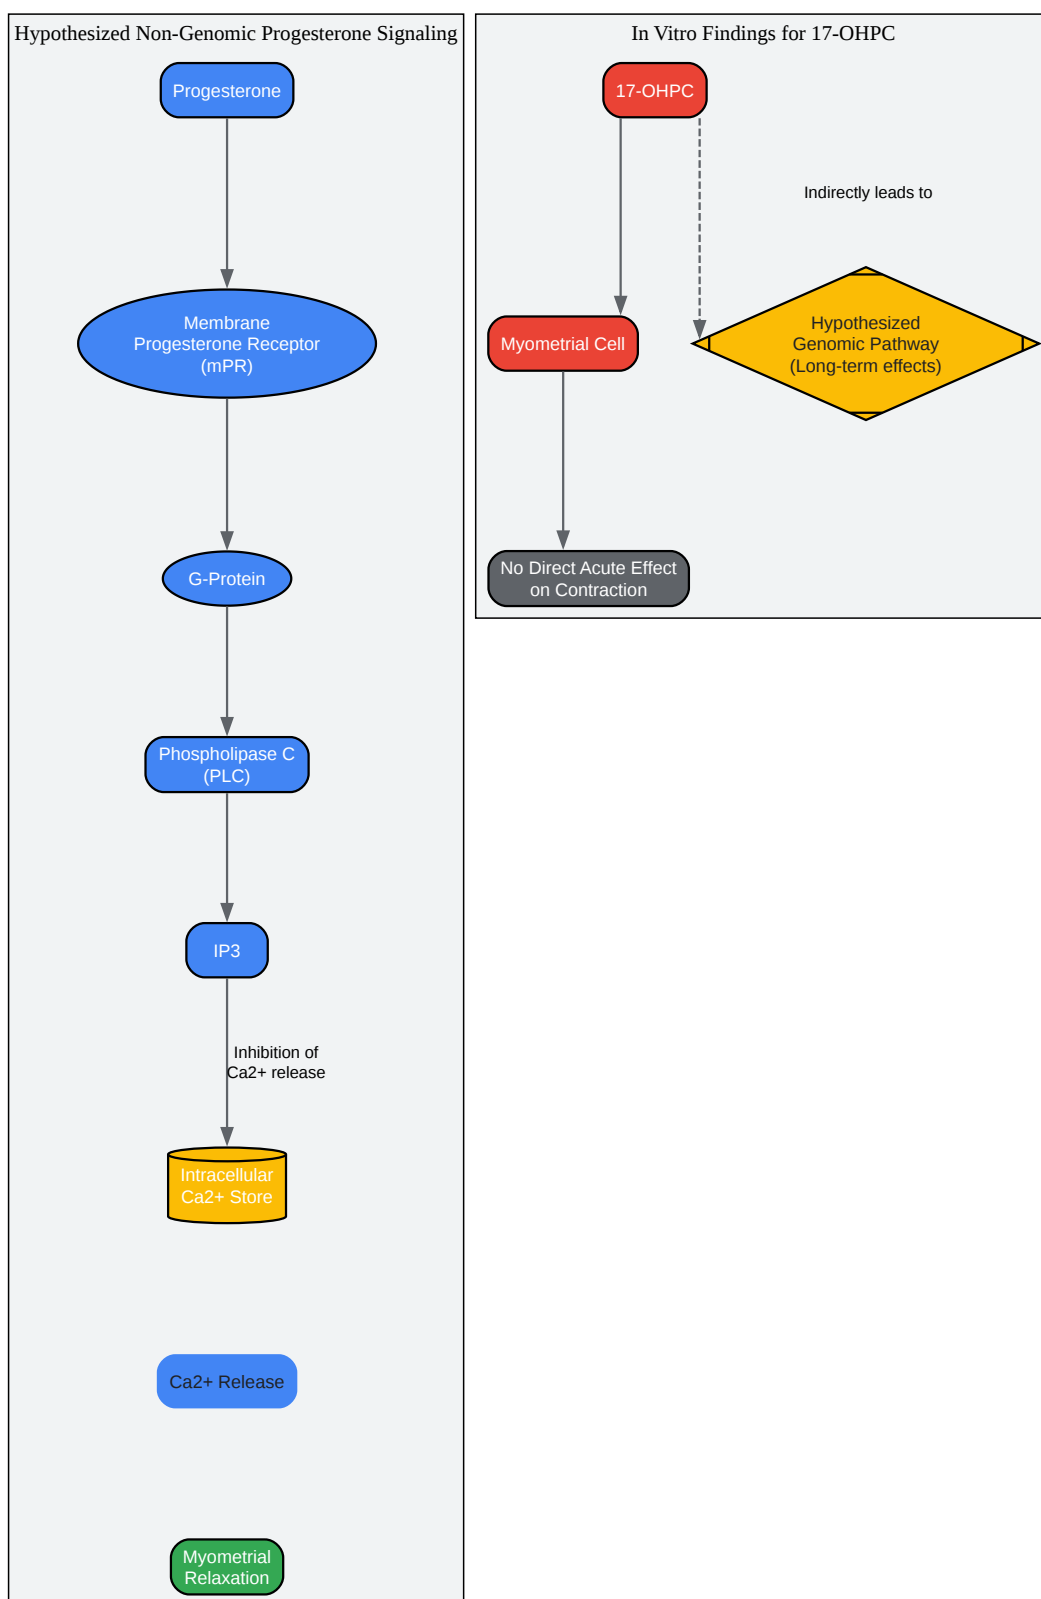 Hypothesized Non-Genomic Progesterone Signaling
Progesterone
Membrane
Progesterone Receptor
(mPR)
G-Protein
Phospholipase C
(PLC)
IP3
Inhibition of
Ca2+ release
Intracellular
Ca2+ Store
Ca2+ Release
Myometrial
Relaxation
In Vitro Findings for 17-OHPC
17-OHPC
Indirectly leads to
Myometrial Cell
Hypothesized
Genomic Pathway
(Long-term effects)
No Direct Acute Effect
on Contraction